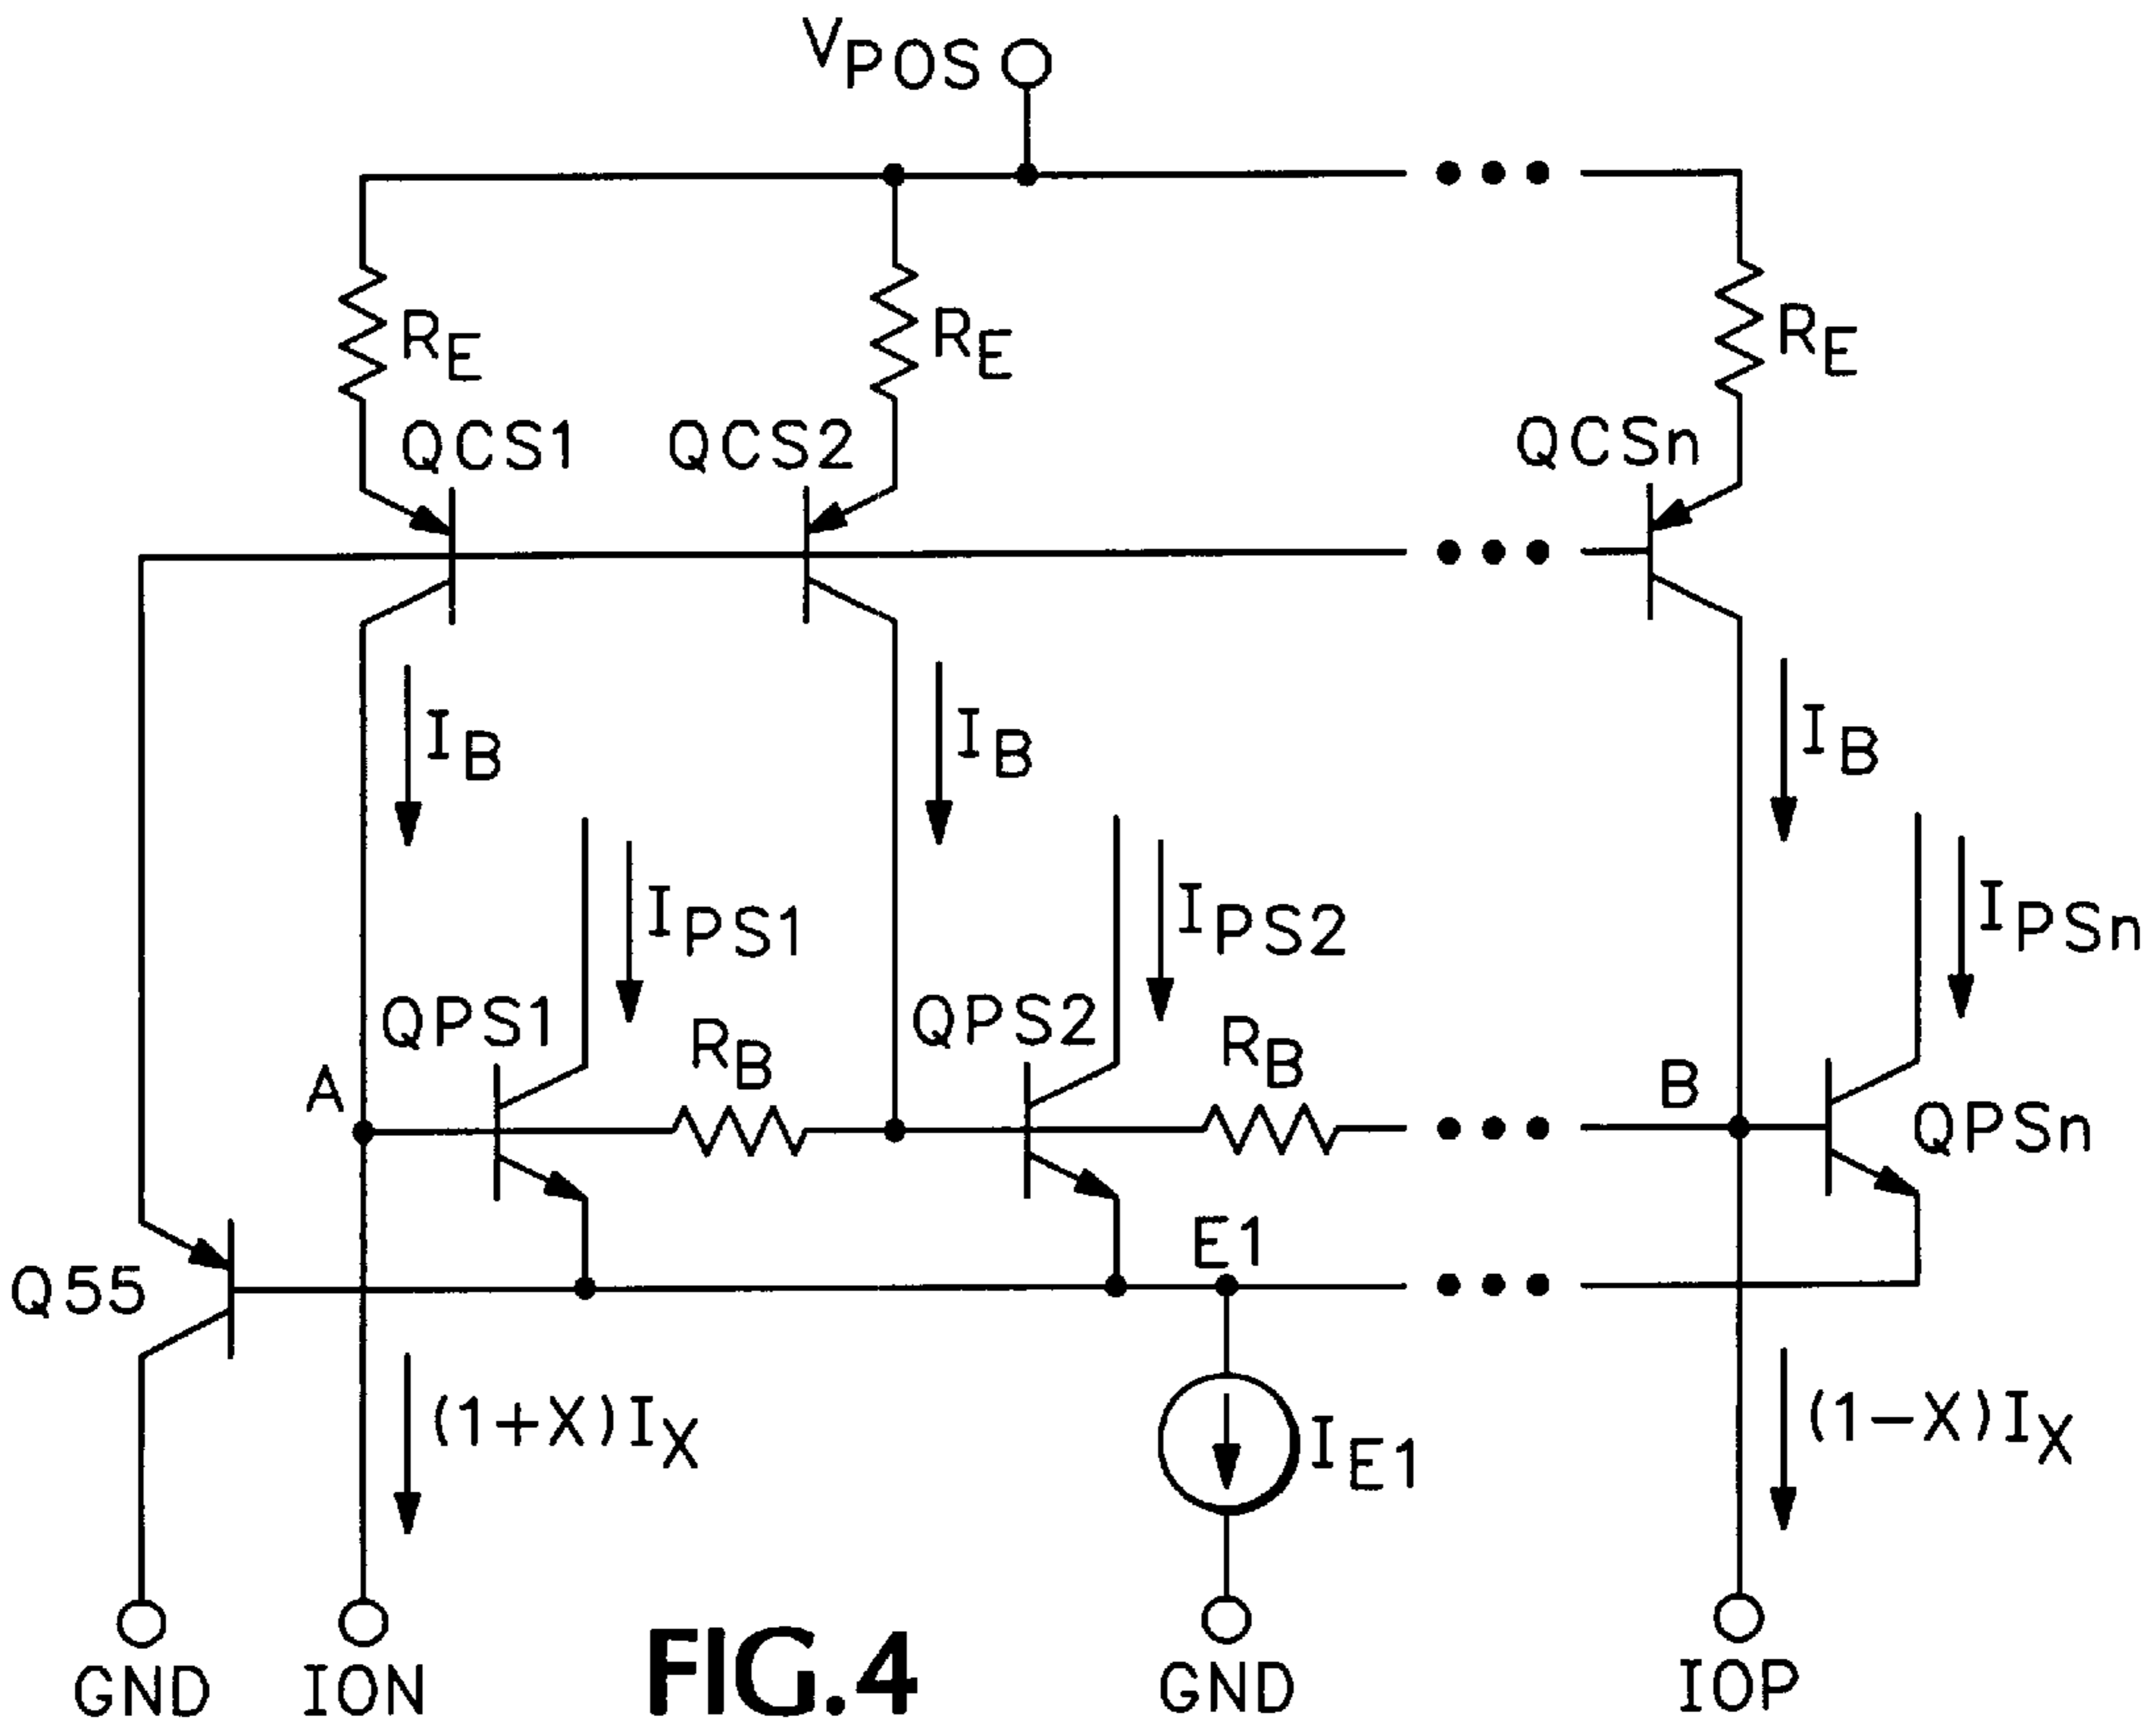 VPOS
RE RE RE
QCS1 QCS2 QCSn
IB IB IB
IPS1 IPS2 IPSn
QPS1 RB QPS2 RB
A B QPSn
E1
Q55
(1+X)IX IE1 (1−X)IX
GND ION FIG.4 GND IOP